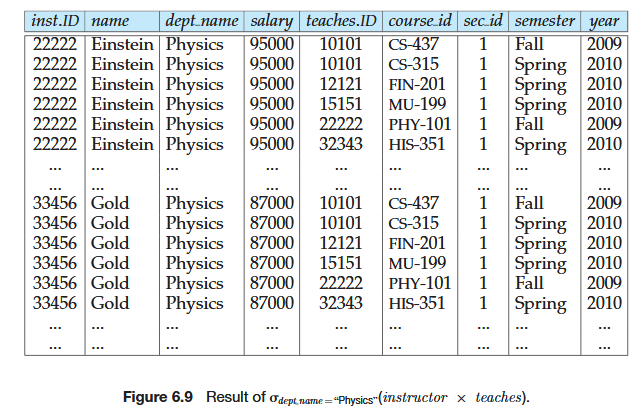 inst.ID name dept_name salary teaches.ID course_id sec_id semester year
22222 Einstein Physics 95000 10101 CS-437 1 Fall 2009
22222 Einstein Physics 95000 10101 CS-315 1 Spring 2010
22222 Einstein Physics 95000 12121 FIN-201 1 Spring 2010
22222 Einstein Physics 95000 15151 MU-199 1 Spring 2010
22222 Einstein Physics 95000 22222 PHY-101 1 Fall 2009
22222 Einstein Physics 95000 32343 HIS-351 1 Spring 2010
... ... ... ... ... ... ... ... ...
... ... ... ... ... ... ... ... ...
33456 Gold Physics 87000 10101 CS-437 1 Fall 2009
33456 Gold Physics 87000 10101 CS-315 1 Spring 2010
33456 Gold Physics 87000 12121 FIN-201 1 Spring 2010
33456 Gold Physics 87000 15151 MU-199 1 Spring 2010
33456 Gold Physics 87000 22222 PHY-101 1 Fall 2009
33456 Gold Physics 87000 32343 HIS-351 1 Spring 2010
... ... ... ... ... ... ... ... ...
... ... ... ... ... ... ... ... ...
Figure 6.9 Result of σdept_name = “Physics”(instructor × teaches).